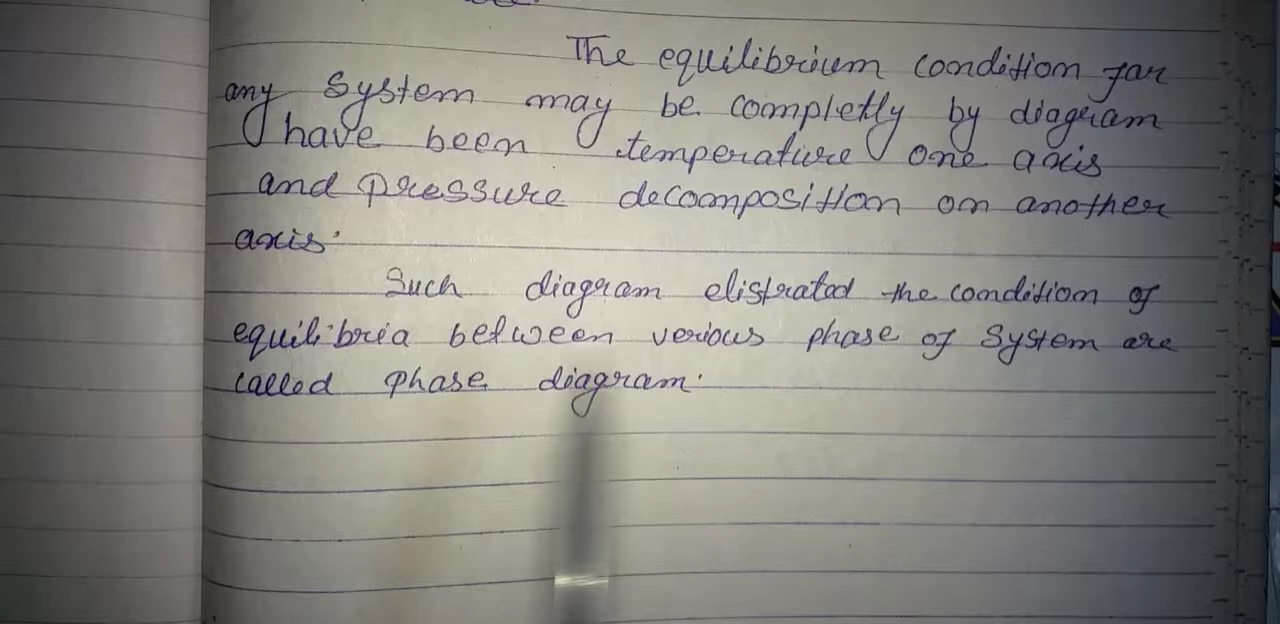 The equilibrium condition far
any System may be completly by diagram
have been temperature one axis
and pressure decomposition on another
axis.
Such diagram elistrated the condition of
equilibria between verious phase of System are
called phase diagram.